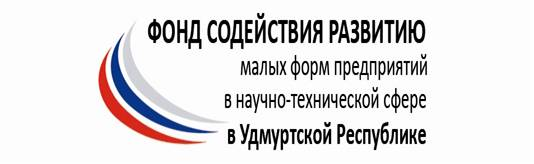 ФОНД СОДЕЙСТВИЯ РАЗВИТИЮ
малых форм предприятий
в научно-технической сфере
в Удмуртской Республике